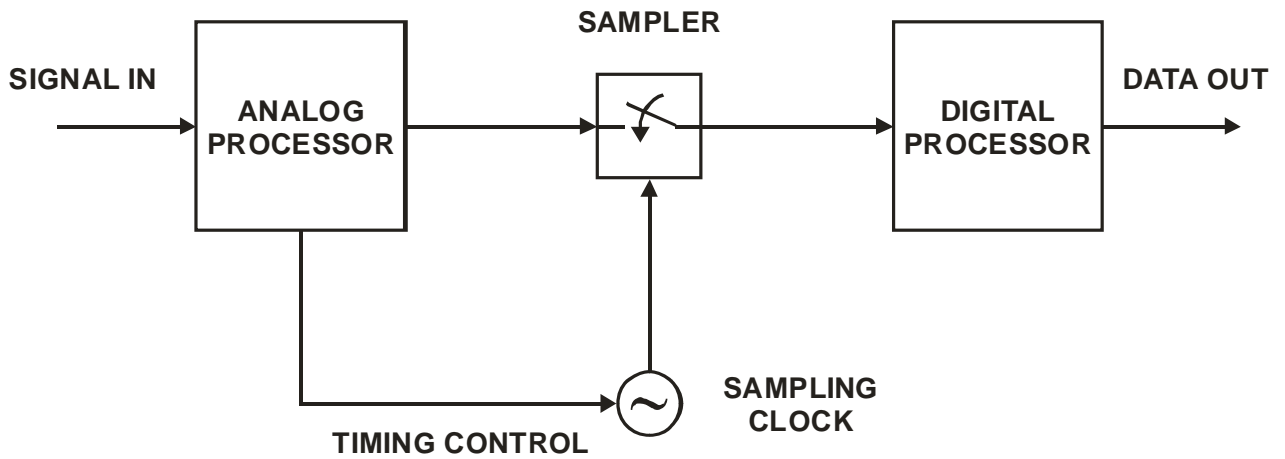 SAMPLER
SIGNAL IN
ANALOG
PROCESSOR
DIGITAL
PROCESSOR
DATA OUT
SAMPLING
CLOCK
TIMING CONTROL